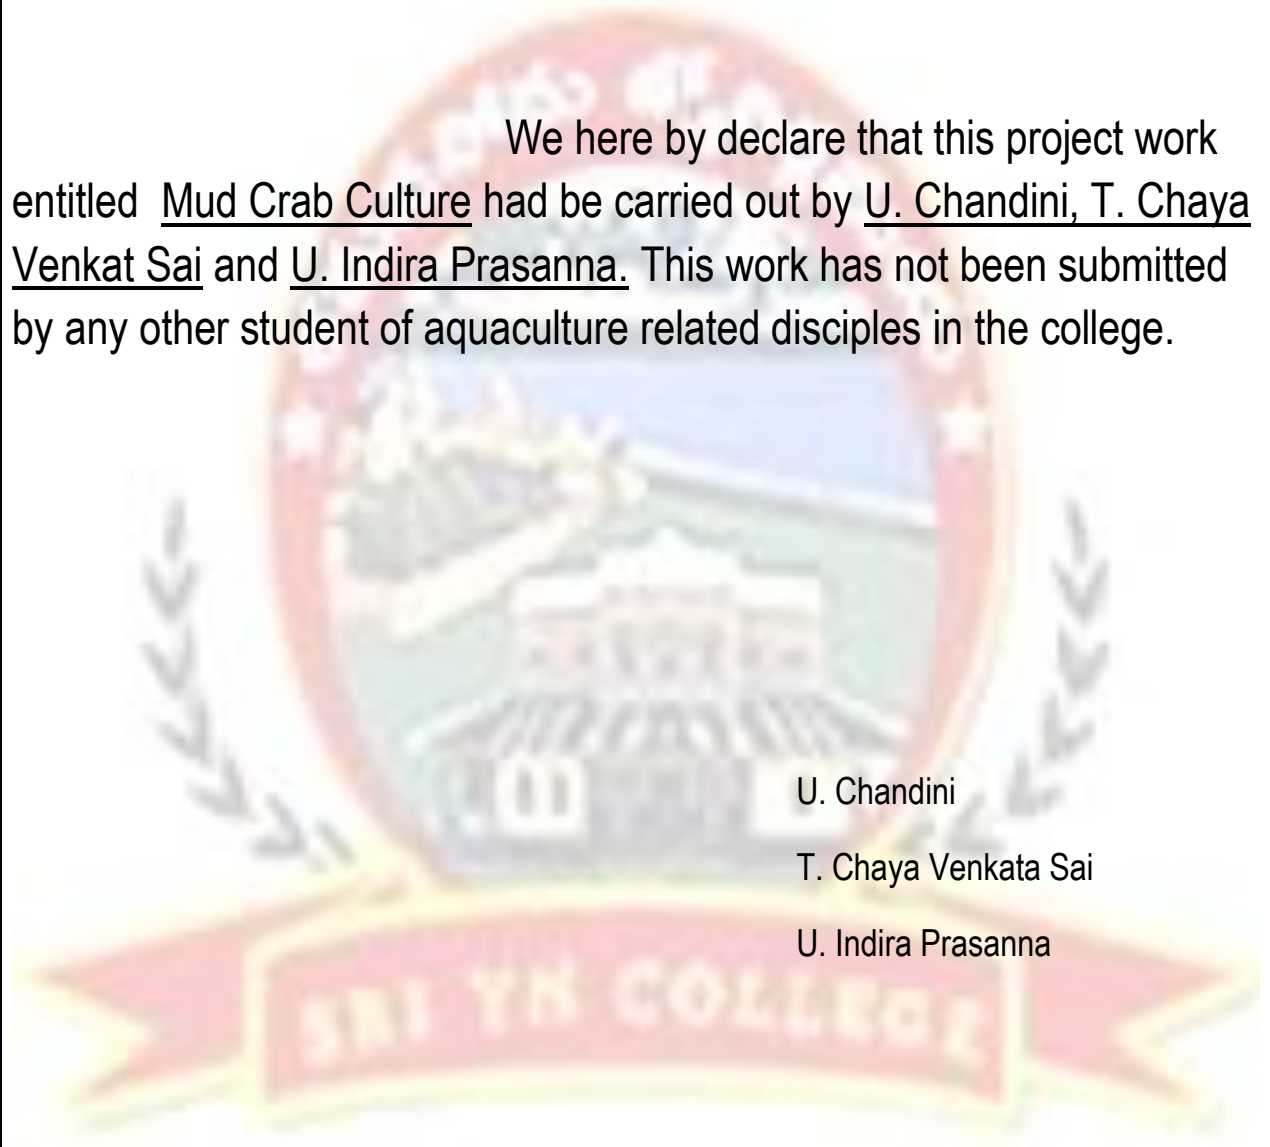 We here by declare that this project work
entitled Mud Crab Culture had be carried out by U. Chandini, T. Chaya
Venkat Sai and U. Indira Prasanna. This work has not been submitted
by any other student of aquaculture related disciples in the college.
U. Chandini
T. Chaya Venkata Sai
U. Indira Prasanna
SRI YN COLLEGE